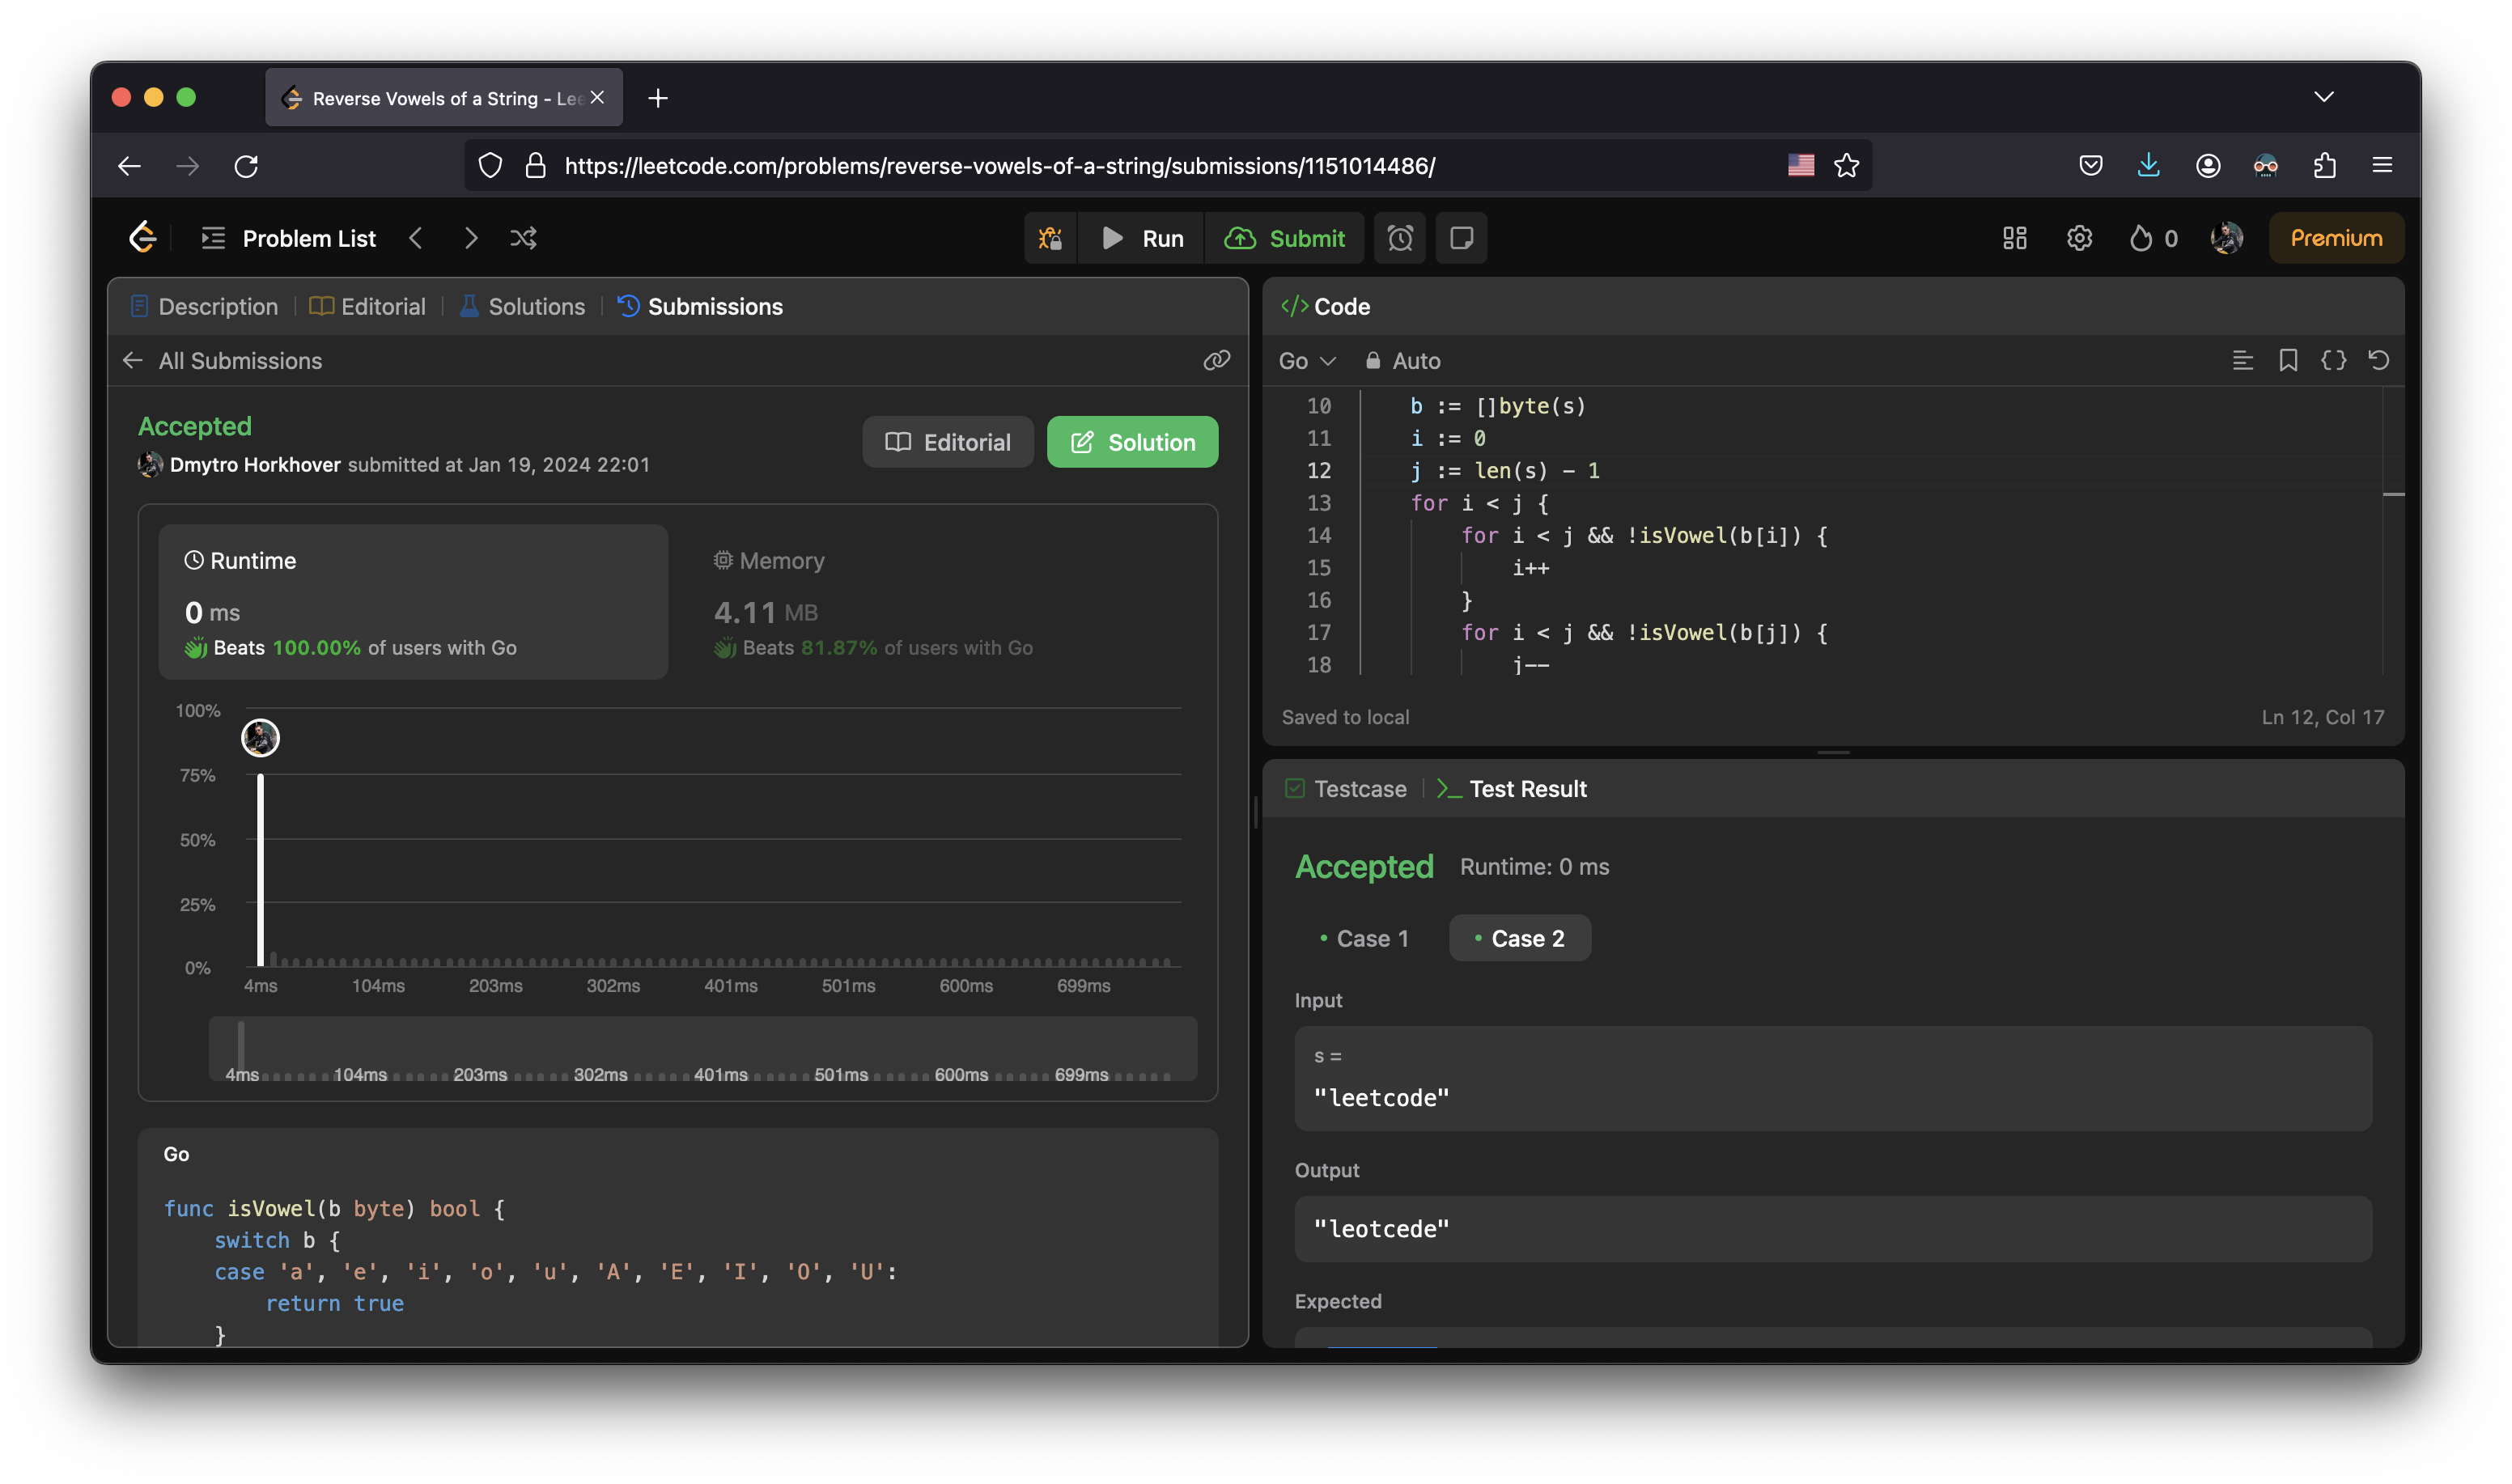 Reverse Vowels of a String - Lee
https://leetcode.com/problems/reverse-vowels-of-a-string/submissions/1151014486/
Problem List
Run
Submit
0
Premium
Description
Editorial
Solutions
Submissions
All Submissions
Accepted
Dmytro Horkhover submitted at Jan 19, 2024 22:01
Editorial
Solution
Runtime
0 ms
Beats 100.00% of users with Go
Memory
4.11 MB
Beats 81.87% of users with Go
100%
75%
50%
25%
0%
4ms 104ms 203ms 302ms 401ms 501ms 600ms 699ms
4ms 104ms 203ms 302ms 401ms 501ms 600ms 699ms
Go
func isVowel(b byte) bool {
switch b {
case 'a', 'e', 'i', 'o', 'u', 'A', 'E', 'I', 'O', 'U':
return true
}
</> Code
Go
Auto
10 b := []byte(s)
11 i := 0
12 j := len(s) - 1
13 for i < j {
14 for i < j && !isVowel(b[i]) {
15 i++
16 }
17 for i < j && !isVowel(b[j]) {
18 j--
Saved to local
Ln 12, Col 17
Testcase
Test Result
Accepted
Runtime: 0 ms
Case 1
Case 2
Input
s =
"leetcode"
Output
"leotcede"
Expected